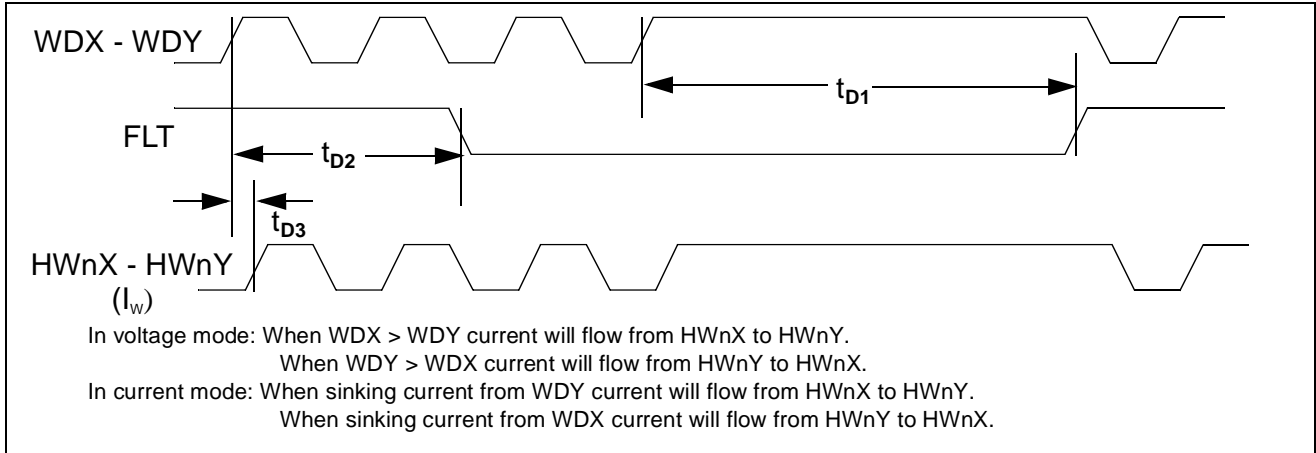 WDX - WDY
tD1
FLT
tD2
tD3
HWnX - HWnY
(Iw)
In voltage mode: When WDX > WDY current will flow from HWnX to HWnY.
When WDY > WDX current will flow from HWnY to HWnX.
In current mode: When sinking current from WDY current will flow from HWnX to HWnY.
When sinking current from WDX current will flow from HWnY to HWnX.